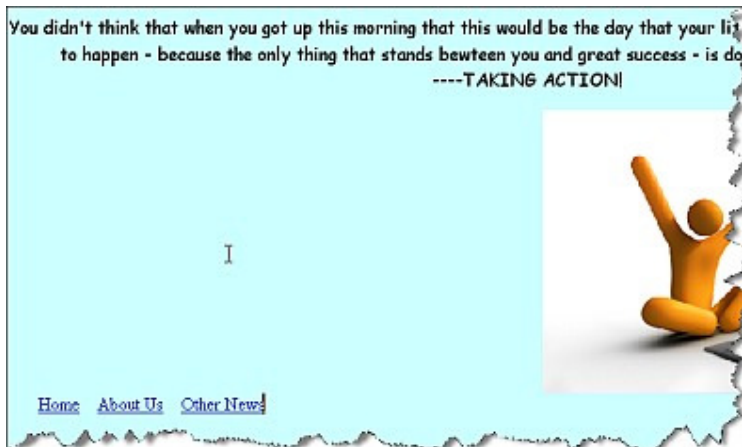 You didn't think that when you got up this morning that this would be the day that your
to happen - because the only thing that stands bewteen you and great success - is
----TAKING ACTION
Home About Us Other News